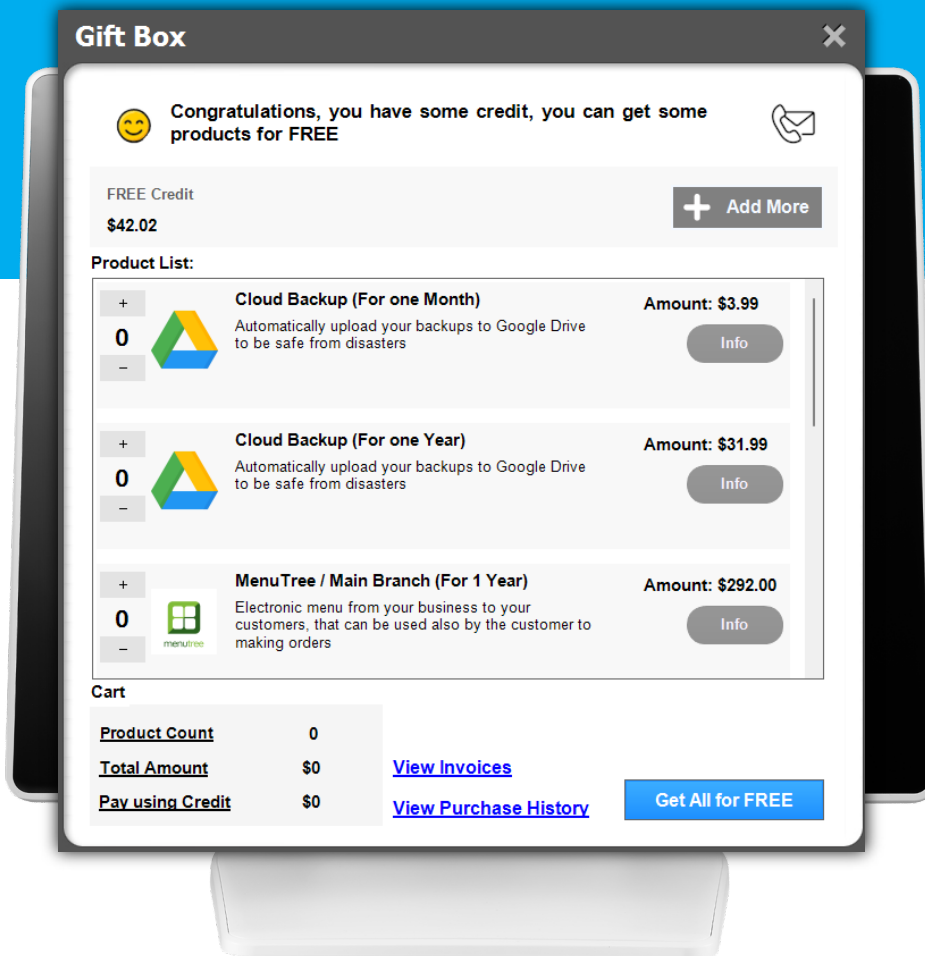 Gift Box
Congratulations, you have some credit, you can get some
products for FREE
FREE Credit
$42.02
+ Add More
Product List:
+
0
−
Cloud Backup (For one Month)
Automatically upload your backups to Google Drive
to be safe from disasters
Amount: $3.99
Info
+
0
−
Cloud Backup (For one Year)
Automatically upload your backups to Google Drive
to be safe from disasters
Amount: $31.99
Info
+
0
−
menutree
MenuTree / Main Branch (For 1 Year)
Electronic menu from your business to your
customers, that can be used also by the customer to
making orders
Amount: $292.00
Info
Cart
Product Count 0
Total Amount $0
Pay using Credit $0
View Invoices
View Purchase History
Get All for FREE